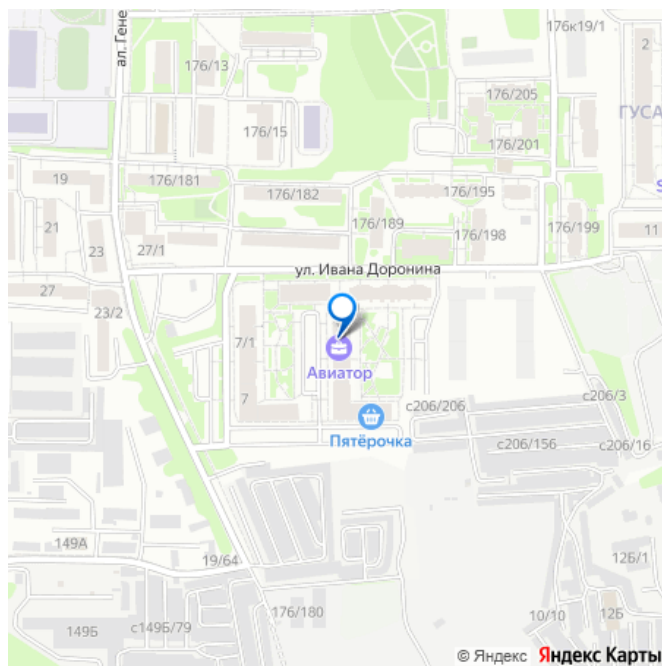 ал. Гене
176к19/1
2
176/13
176/205
176/15
ГУСА
176/201
19
176/181
176/182
176/195
S
21
176/189
176/198
176/199
11
23
27/1
ул. Ивана Доронина
27
23/2
7/1
Авиатор
7
с206/3
с206/206
Пятёрочка
с206/156
с206/16
149А
19/64
12Б/1
176/180
10/10
12Б
149Б
с149Б/79
© Яндекс Яндекс Карты